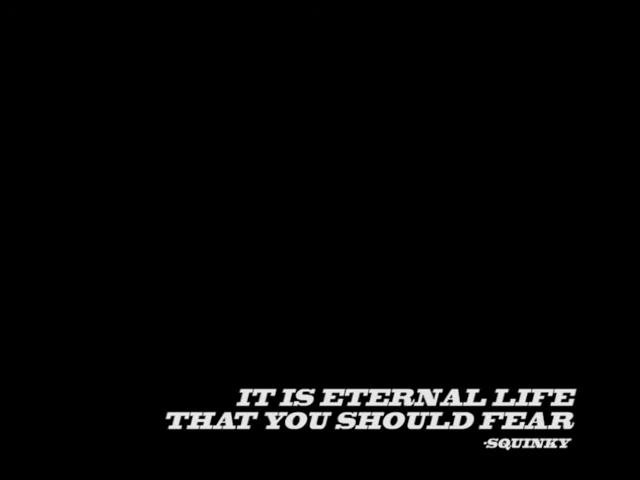 IT IS ETERNAL LIFE
THAT YOU SHOULD FEAR
-SQUINKY